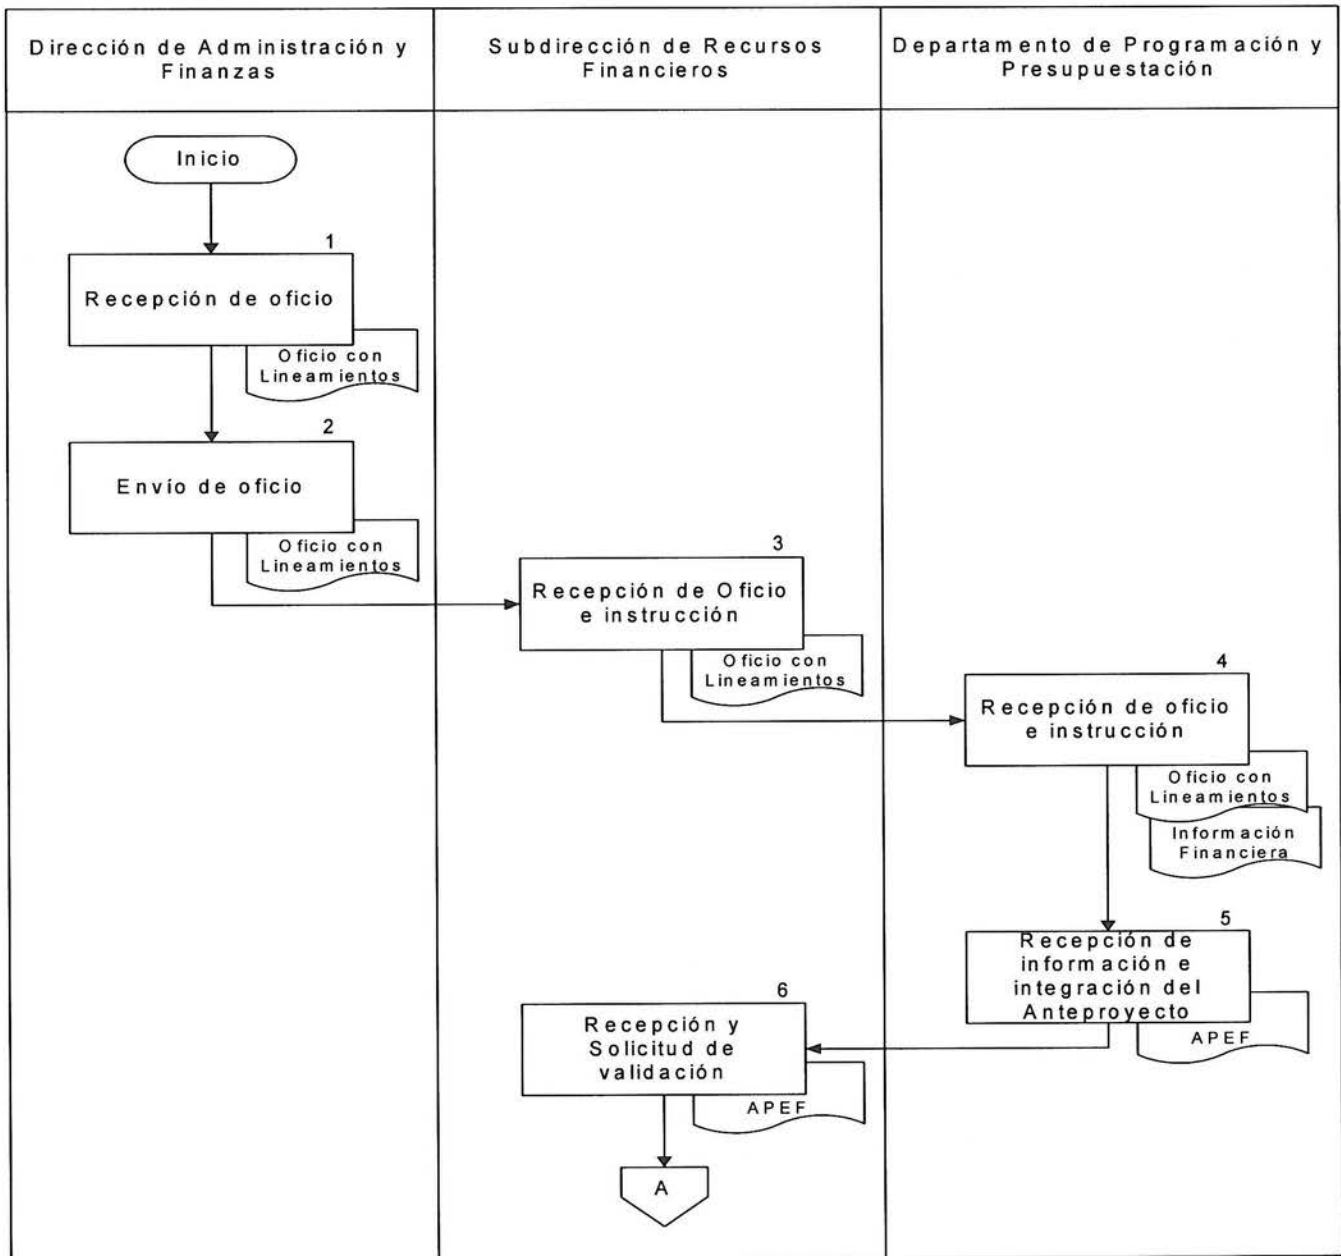 Dirección de Administración y
Finanzas
Subdirección de Recursos
Financieros
Departamento de Programación y
Presupuestación
Inicio
1
Recepción de oficio
Oficio con
Lineamientos
2
Envío de oficio
Oficio con
Lineamientos
3
Recepción de Oficio
e instrucción
Oficio con
Lineamientos
4
Recepción de oficio
e instrucción
Oficio con
Lineamientos
Información
Financiera
5
Recepción de
información e
integración del
Anteproyecto
APEF
6
Recepción y
Solicitud de
validación
APEF
A